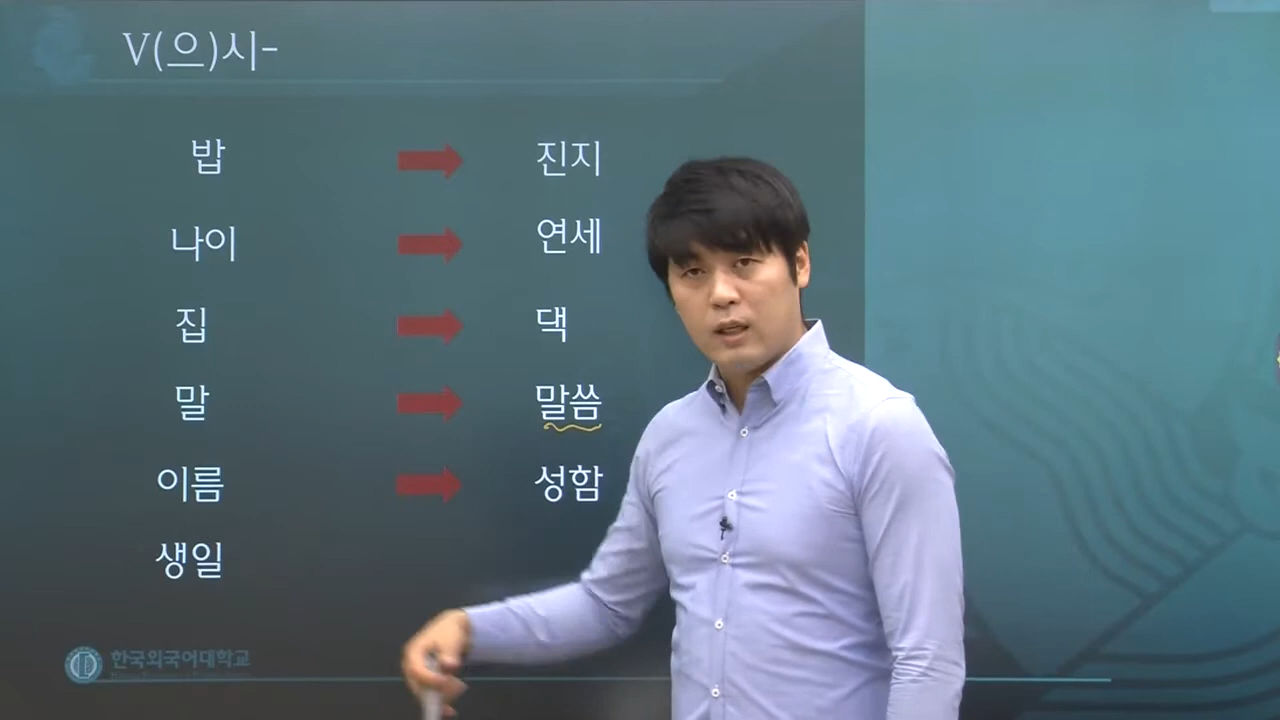 V(으)시-
밥 진지
나이 연세
집 댁
말 말씀
이름 성함
생일
한국외국어대학교